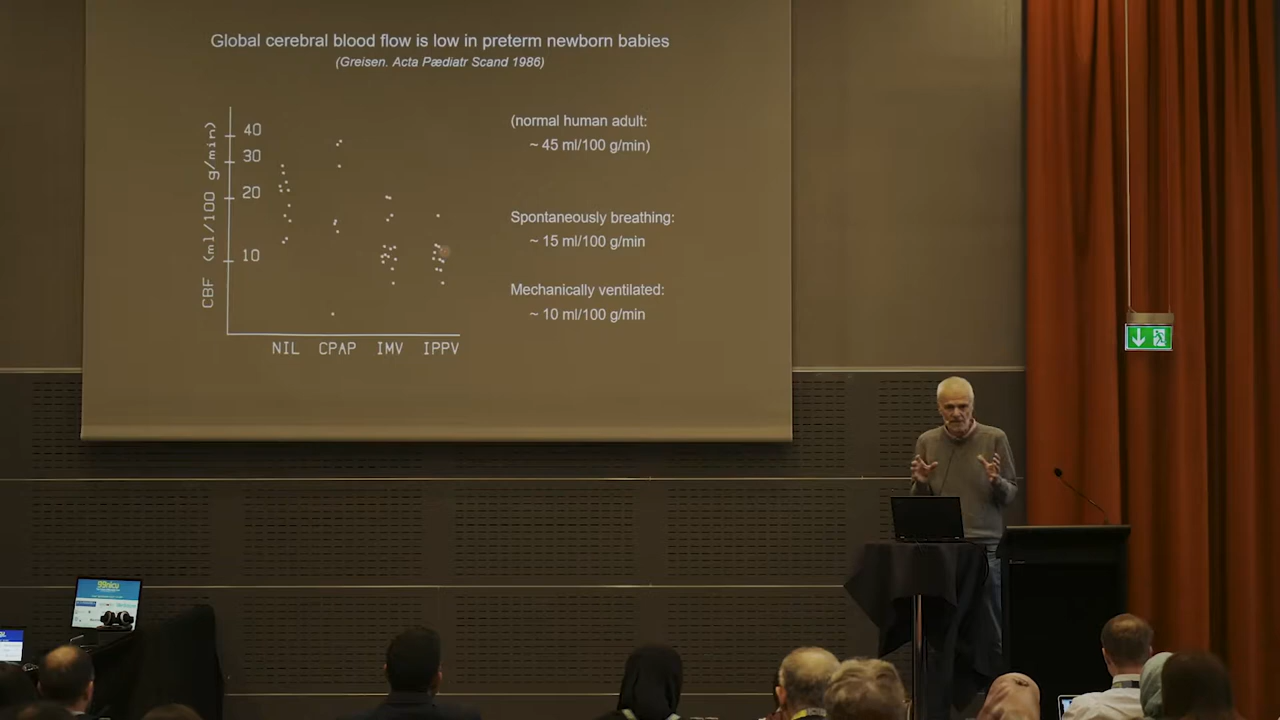 Global cerebral blood flow is low in preterm newborn babies
(Greisen. Acta Pædiatr Scand 1986)
CBF (ml/100 g/min)
40
30
20
10
NIL CPAP IMV IPPV
(normal human adult:
~ 45 ml/100 g/min)
Spontaneously breathing:
~ 15 ml/100 g/min
Mechanically ventilated:
~ 10 ml/100 g/min
99nicu